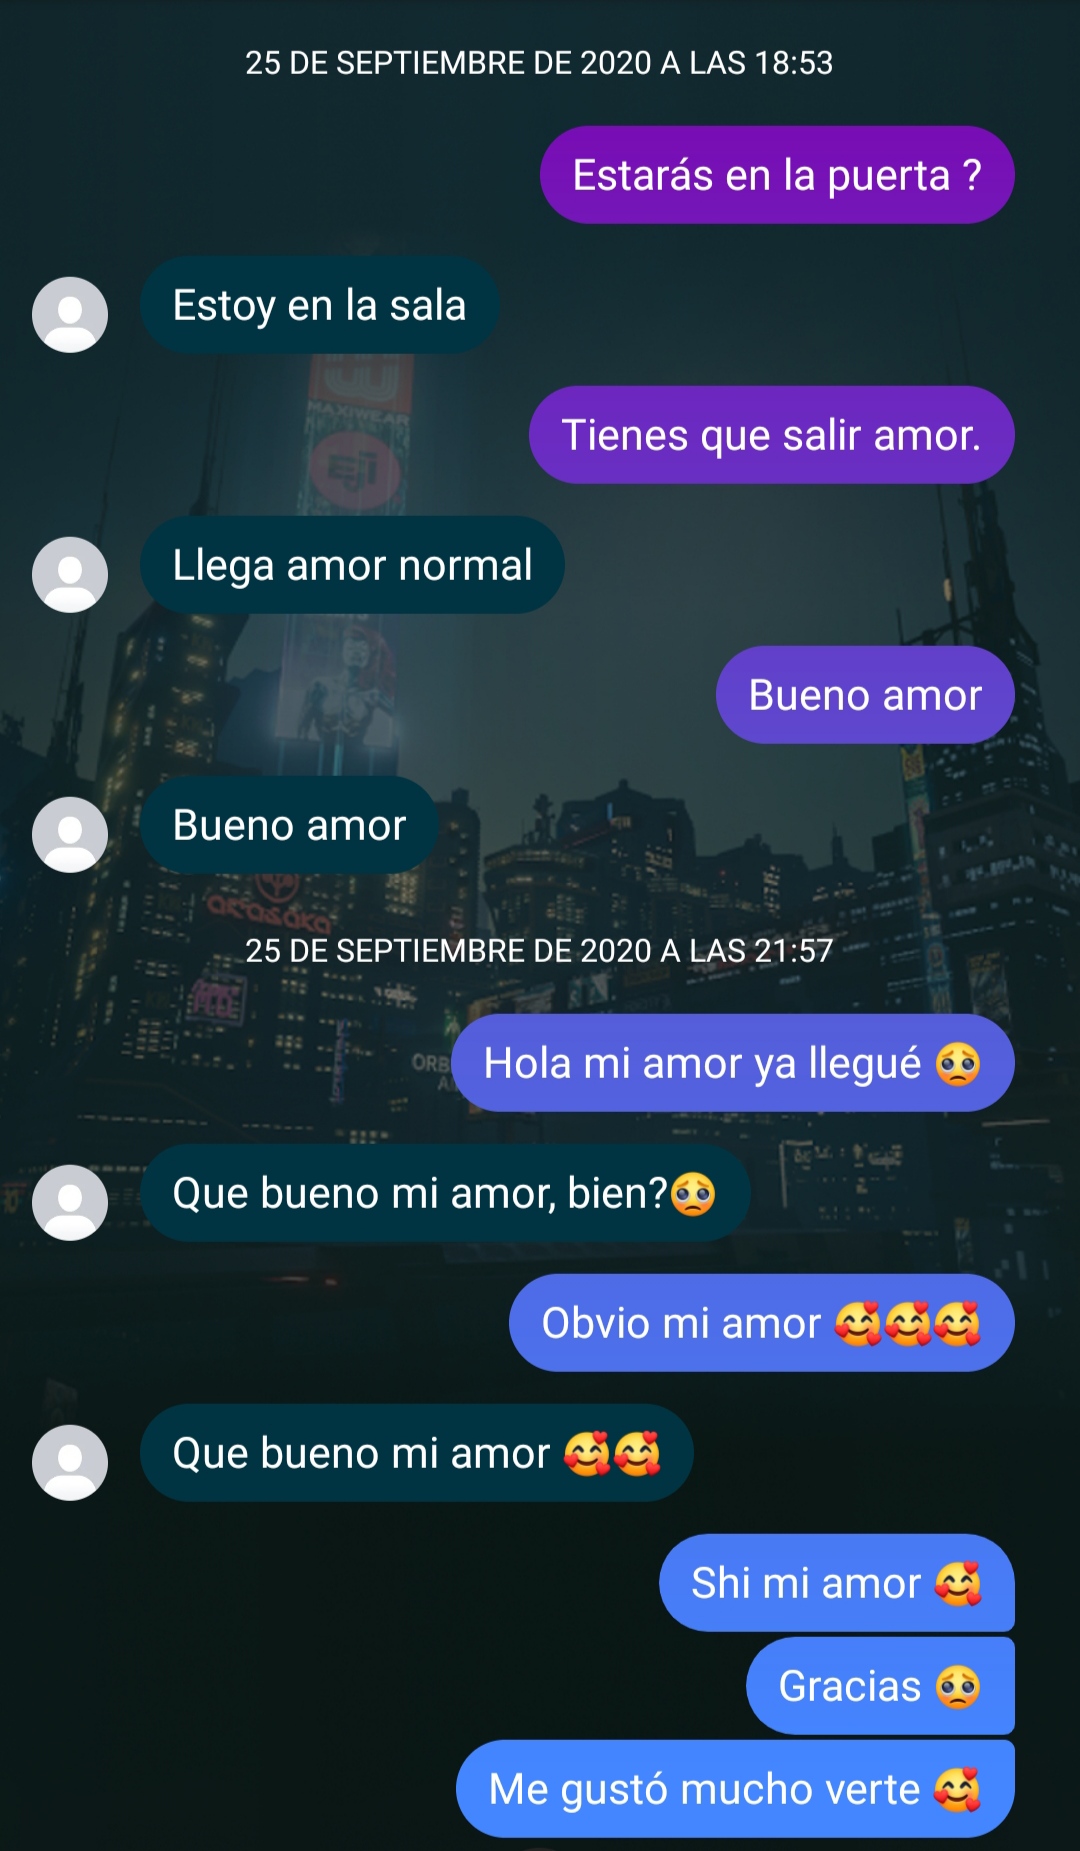 25 DE SEPTIEMBRE DE 2020 A LAS 18:53
Estarás en la puerta ?
Estoy en la sala
MAXIWEAR
Tienes que salir amor.
Llega amor normal
Bueno amor
Bueno amor
arasaka
25 DE SEPTIEMBRE DE 2020 A LAS 21:57
ORB
Hola mi amor ya llegué 🥺
Que bueno mi amor, bien?🥺
Obvio mi amor 🥰🥰🥰
Que bueno mi amor 🥰🥰
Shi mi amor 🥰
Gracias 🥺
Me gustó mucho verte 🥰